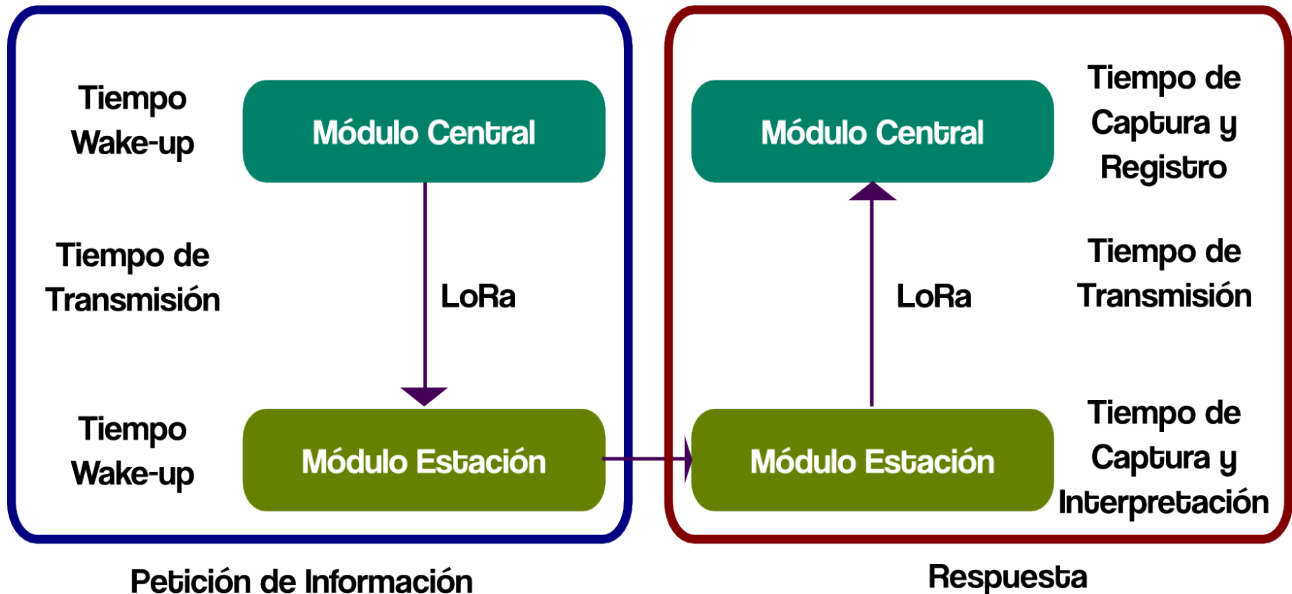 Tiempo
Wake-up
Módulo Central
Tiempo de
Transmisión
LoRa
Tiempo
Wake-up
Módulo Estación
Petición de Información
Módulo Central
Tiempo de
Captura y
Registro
LoRa
Tiempo de
Transmisión
Módulo Estación
Tiempo de
Captura y
Interpretación
Respuesta